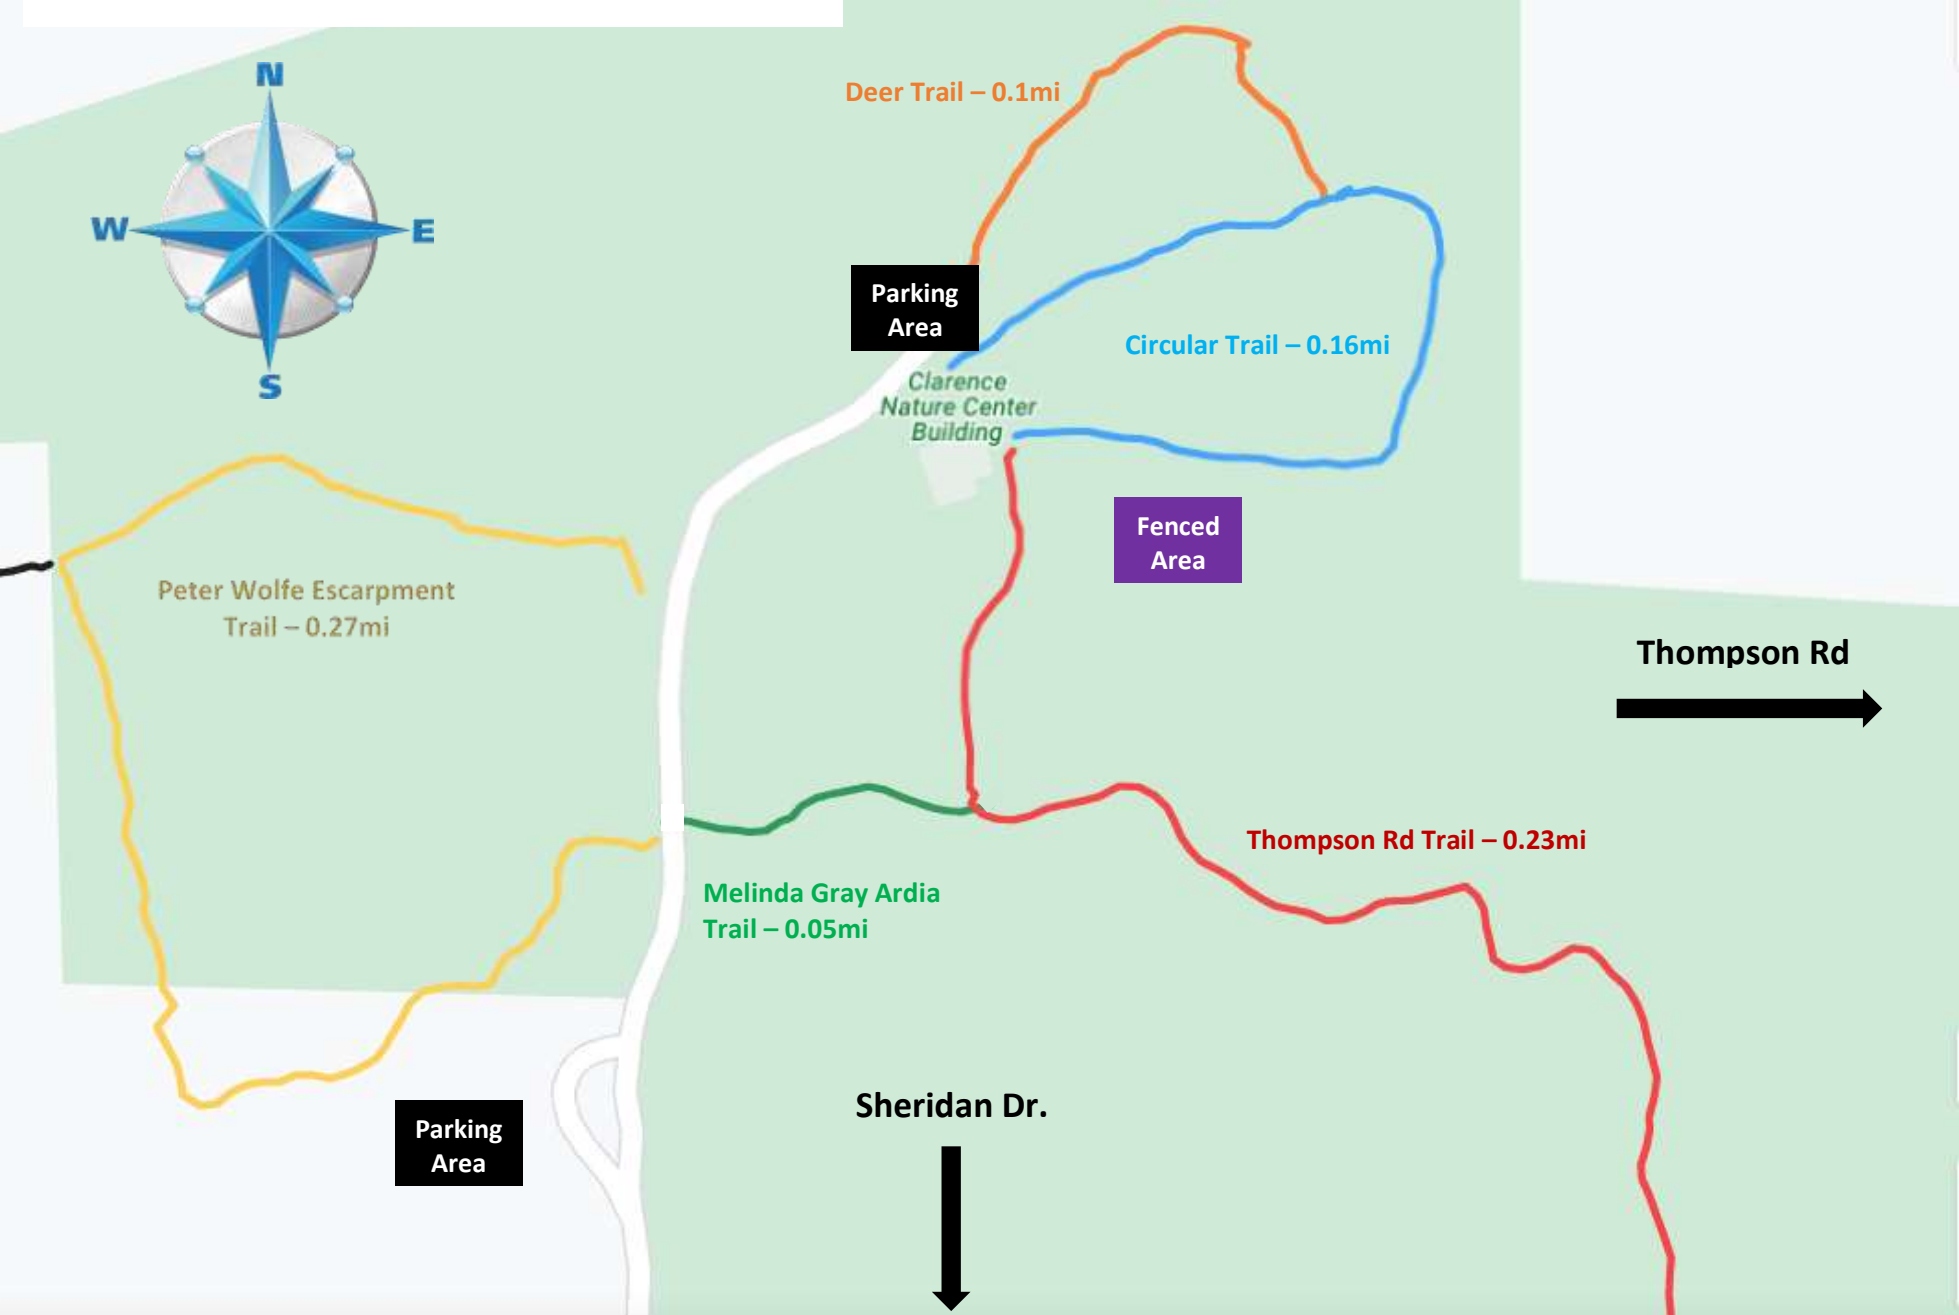 N
Deer Trail – 0.1mi
W
E
Parking
Area
Circular Trail – 0.16mi
S
Clarence
Nature Center
Building
Fenced
Area
Peter Wolfe Escarpment
Trail – 0.27mi
Thompson Rd
Thompson Rd Trail – 0.23mi
Melinda Gray Ardia
Trail – 0.05mi
Sheridan Dr.
Parking
Area